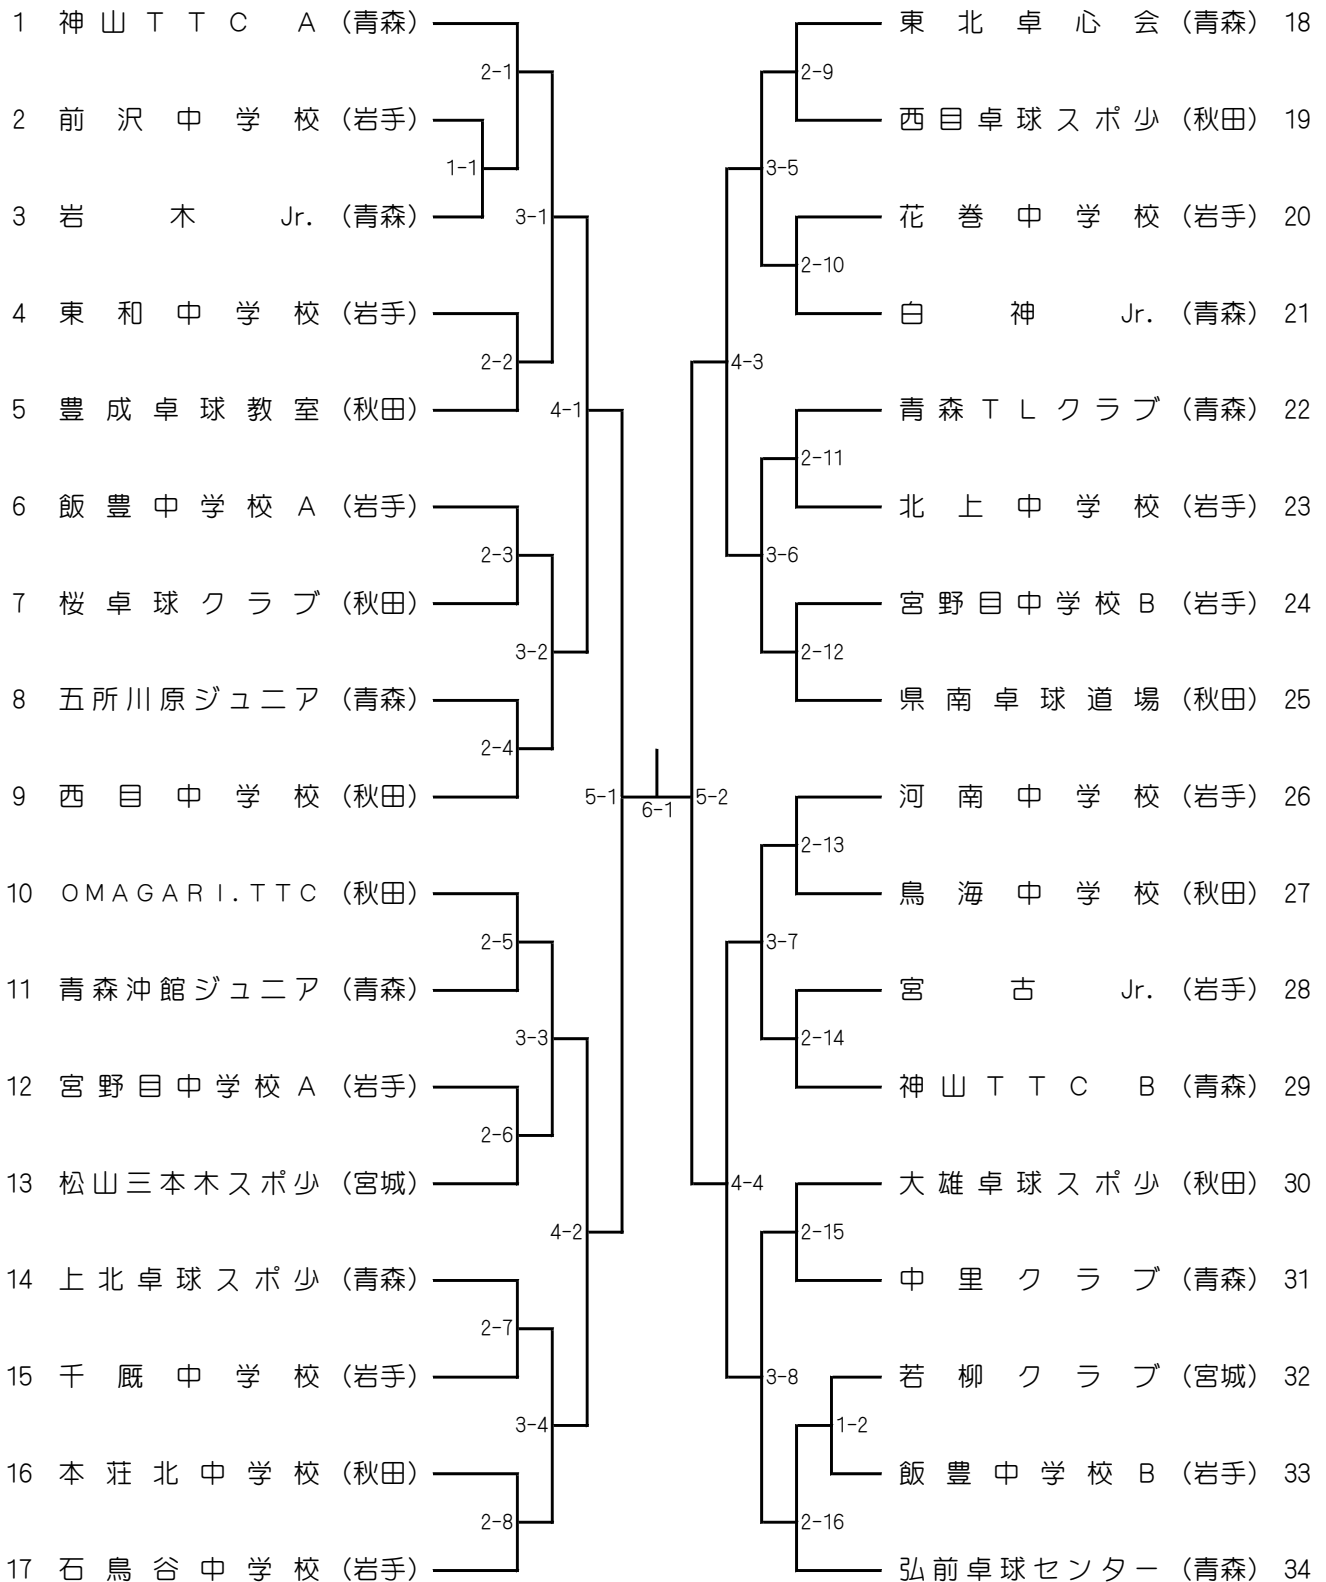 1 神山TTC A (青森)
2-1
2 前沢中学校 (岩手)
1-1
3 岩木Jr. (青森)
3-1
4 東和中学校 (岩手)
2-2
5 豊成卓球教室 (秋田)
4-1
6 飯豊中学校A (岩手)
2-3
7 桜卓球クラブ (秋田)
3-2
8 五所川原ジュニア (青森)
2-4
9 西目中学校 (秋田)
5-1
10 OMAGARI.TTC (秋田)
2-5
11 青森沖館ジュニア (青森)
3-3
12 宮野目中学校A (岩手)
2-6
13 松山三本木スポ少 (宮城)
4-2
14 上北卓球スポ少 (青森)
2-7
15 千厩中学校 (岩手)
3-4
16 本荘北中学校 (秋田)
2-8
17 石鳥谷中学校 (岩手)
6-1
東北卓心会 (青森) 18
2-9
西目卓球スポ少 (秋田) 19
3-5
花巻中学校 (岩手) 20
2-10
白神Jr. (青森) 21
4-3
青森TLクラブ (青森) 22
2-11
北上中学校 (岩手) 23
3-6
宮野目中学校B (岩手) 24
2-12
県南卓球道場 (秋田) 25
5-2
河南中学校 (岩手) 26
2-13
鳥海中学校 (秋田) 27
3-7
宮古Jr. (岩手) 28
2-14
神山TTC B (青森) 29
4-4
大雄卓球スポ少 (秋田) 30
2-15
中里クラブ (青森) 31
3-8
若柳クラブ (宮城) 32
1-2
飯豊中学校B (岩手) 33
2-16
弘前卓球センター (青森) 34